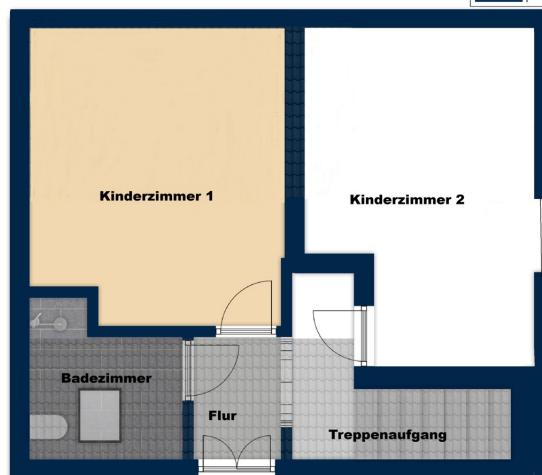 Kinderzimmer 1
Kinderzimmer 2
Badezimmer
Flur
Treppenaufgang